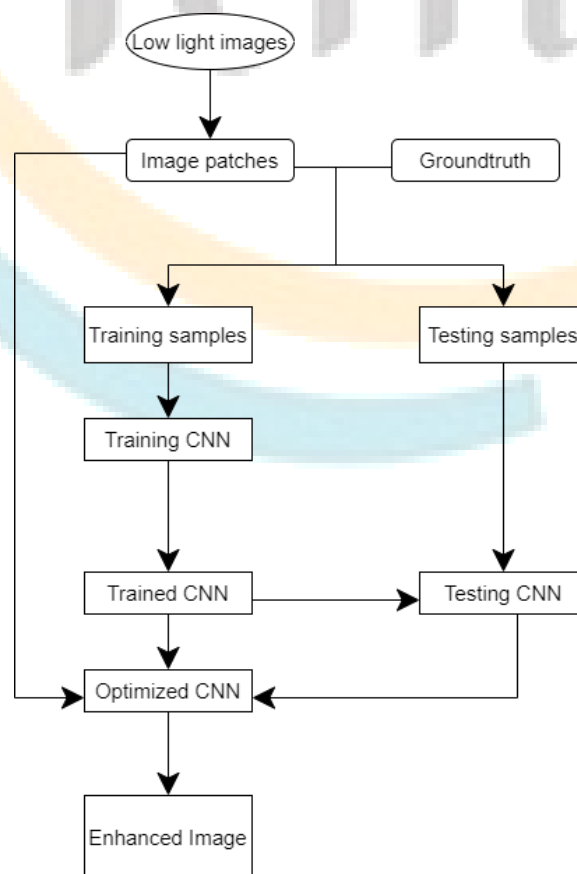 Low light images
Image patches
Groundtruth
Training samples
Testing samples
Training CNN
Trained CNN
Testing CNN
Optimized CNN
Enhanced Image